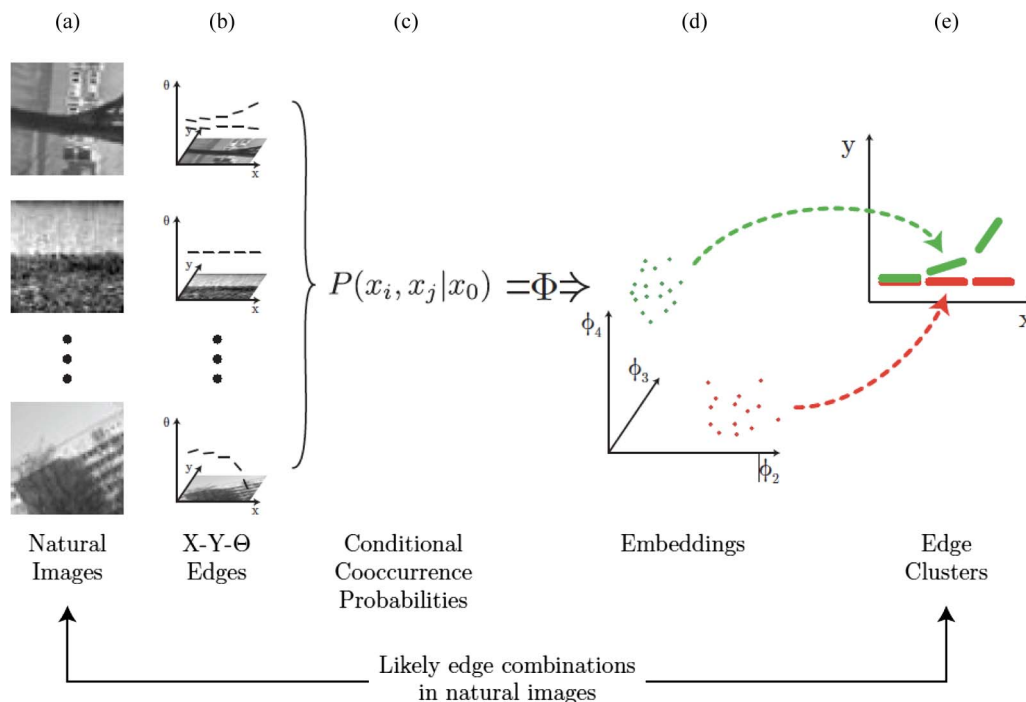 (a) (b) (c) (d) (e)
θ
y
x
θ
y
x
θ
y
x
P(x_i, x_j|x_0) =Φ⇒
ϕ_4
ϕ_3
ϕ_2
y
x
Natural
Images
X-Y-Θ
Edges
Conditional
Cooccurrence
Probabilities
Embeddings
Edge
Clusters
Likely edge combinations
in natural images